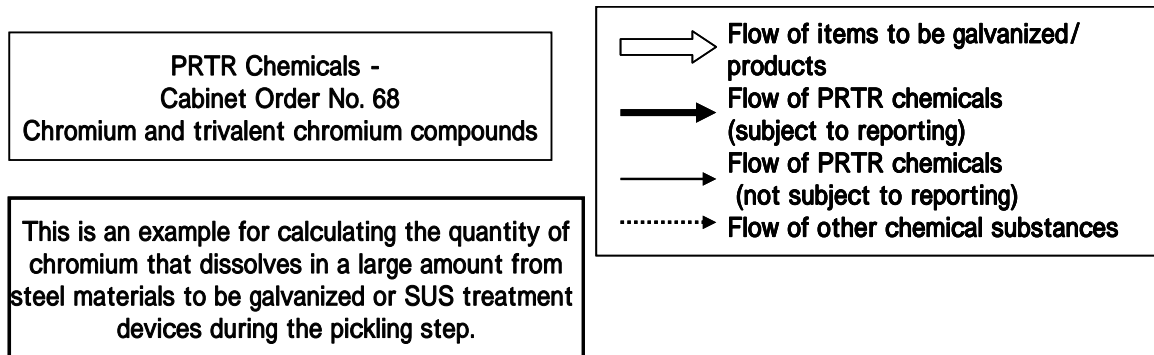 PRTR Chemicals -
Cabinet Order No. 68
Chromium and trivalent chromium compounds
This is an example for calculating the quantity of
chromium that dissolves in a large amount from
steel materials to be galvanized or SUS treatment
devices during the pickling step.
Flow of items to be galvanized/
products
Flow of PRTR chemicals
(subject to reporting)
Flow of PRTR chemicals
(not subject to reporting)
Flow of other chemical substances